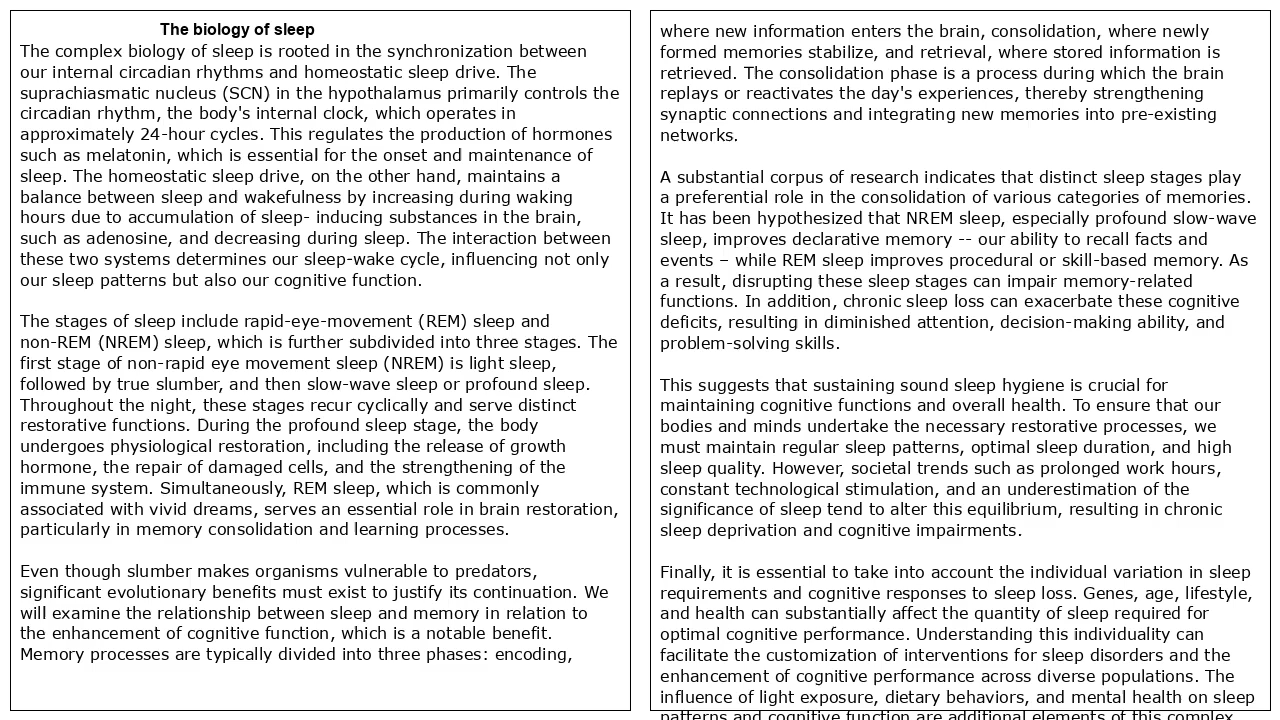 The biology of sleep
The complex biology of sleep is rooted in the synchronization between
our internal circadian rhythms and homeostatic sleep drive. The
suprachiasmatic nucleus (SCN) in the hypothalamus primarily controls the
circadian rhythm, the body's internal clock, which operates in
approximately 24-hour cycles. This regulates the production of hormones
such as melatonin, which is essential for the onset and maintenance of
sleep. The homeostatic sleep drive, on the other hand, maintains a
balance between sleep and wakefulness by increasing during waking
hours due to accumulation of sleep- inducing substances in the brain,
such as adenosine, and decreasing during sleep. The interaction between
these two systems determines our sleep-wake cycle, influencing not only
our sleep patterns but also our cognitive function.

The stages of sleep include rapid-eye-movement (REM) sleep and
non-REM (NREM) sleep, which is further subdivided into three stages. The
first stage of non-rapid eye movement sleep (NREM) is light sleep,
followed by true slumber, and then slow-wave sleep or profound sleep.
Throughout the night, these stages recur cyclically and serve distinct
restorative functions. During the profound sleep stage, the body
undergoes physiological restoration, including the release of growth
hormone, the repair of damaged cells, and the strengthening of the
immune system. Simultaneously, REM sleep, which is commonly
associated with vivid dreams, serves an essential role in brain restoration,
particularly in memory consolidation and learning processes.

Even though slumber makes organisms vulnerable to predators,
significant evolutionary benefits must exist to justify its continuation. We
will examine the relationship between sleep and memory in relation to
the enhancement of cognitive function, which is a notable benefit.
Memory processes are typically divided into three phases: encoding,
where new information enters the brain, consolidation, where newly
formed memories stabilize, and retrieval, where stored information is
retrieved. The consolidation phase is a process during which the brain
replays or reactivates the day's experiences, thereby strengthening
synaptic connections and integrating new memories into pre-existing
networks.

A substantial corpus of research indicates that distinct sleep stages play
a preferential role in the consolidation of various categories of memories.
It has been hypothesized that NREM sleep, especially profound slow-wave
sleep, improves declarative memory -- our ability to recall facts and
events – while REM sleep improves procedural or skill-based memory. As
a result, disrupting these sleep stages can impair memory-related
functions. In addition, chronic sleep loss can exacerbate these cognitive
deficits, resulting in diminished attention, decision-making ability, and
problem-solving skills.

This suggests that sustaining sound sleep hygiene is crucial for
maintaining cognitive functions and overall health. To ensure that our
bodies and minds undertake the necessary restorative processes, we
must maintain regular sleep patterns, optimal sleep duration, and high
sleep quality. However, societal trends such as prolonged work hours,
constant technological stimulation, and an underestimation of the
significance of sleep tend to alter this equilibrium, resulting in chronic
sleep deprivation and cognitive impairments.

Finally, it is essential to take into account the individual variation in sleep
requirements and cognitive responses to sleep loss. Genes, age, lifestyle,
and health can substantially affect the quantity of sleep required for
optimal cognitive performance. Understanding this individuality can
facilitate the customization of interventions for sleep disorders and the
enhancement of cognitive performance across diverse populations. The
influence of light exposure, dietary behaviors, and mental health on sleep
patterns and cognitive function are additional elements of this complex